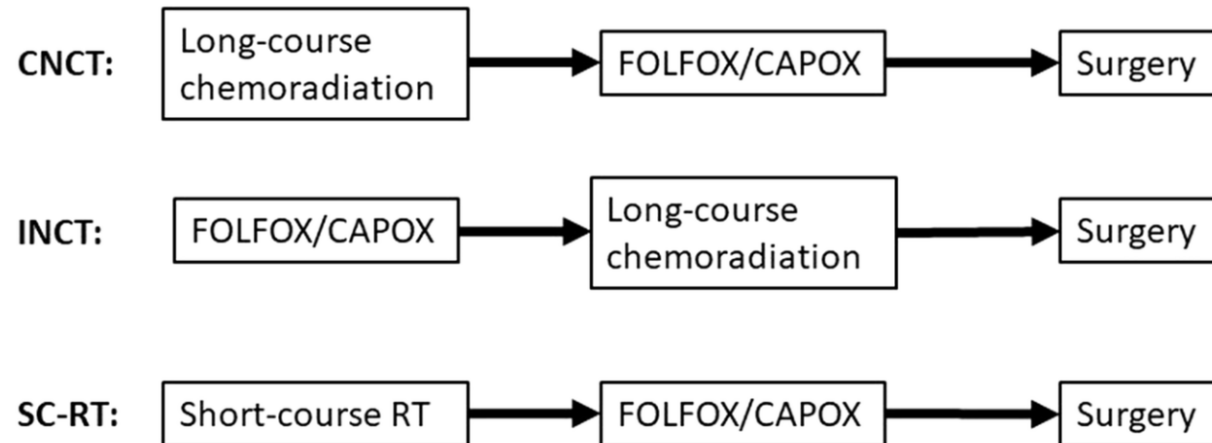 CNCT:
Long-course
chemoradiation
FOLFOX/CAPOX
Surgery
INCT:
FOLFOX/CAPOX
Long-course
chemoradiation
Surgery
SC-RT:
Short-course RT
FOLFOX/CAPOX
Surgery